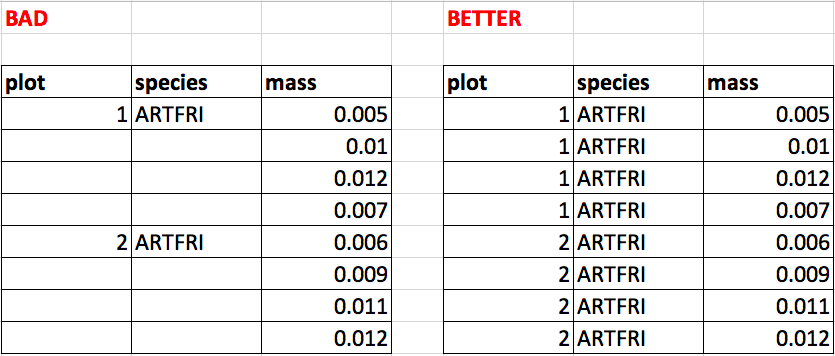 BAD BETTER
plot species mass plot species mass
1 ARTFRI 0.005 1 ARTFRI 0.005
0.01 1 ARTFRI 0.01
0.012 1 ARTFRI 0.012
0.007 1 ARTFRI 0.007
2 ARTFRI 0.006 2 ARTFRI 0.006
0.009 2 ARTFRI 0.009
0.011 2 ARTFRI 0.011
0.012 2 ARTFRI 0.012